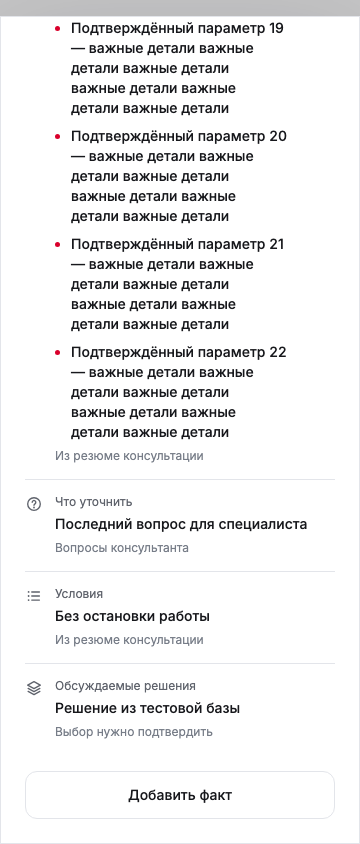 Подтверждённый параметр 19
— важные детали важные
детали важные детали
важные детали важные
детали важные детали
Подтверждённый параметр 20
— важные детали важные
детали важные детали
важные детали важные
детали важные детали
Подтверждённый параметр 21
— важные детали важные
детали важные детали
важные детали важные
детали важные детали
Подтверждённый параметр 22
— важные детали важные
детали важные детали
важные детали важные
детали важные детали
Из резюме консультации
Что уточнить
Последний вопрос для специалиста
Вопросы консультанта
Условия
Без остановки работы
Из резюме консультации
Обсуждаемые решения
Решение из тестовой базы
Выбор нужно подтвердить
Добавить факт